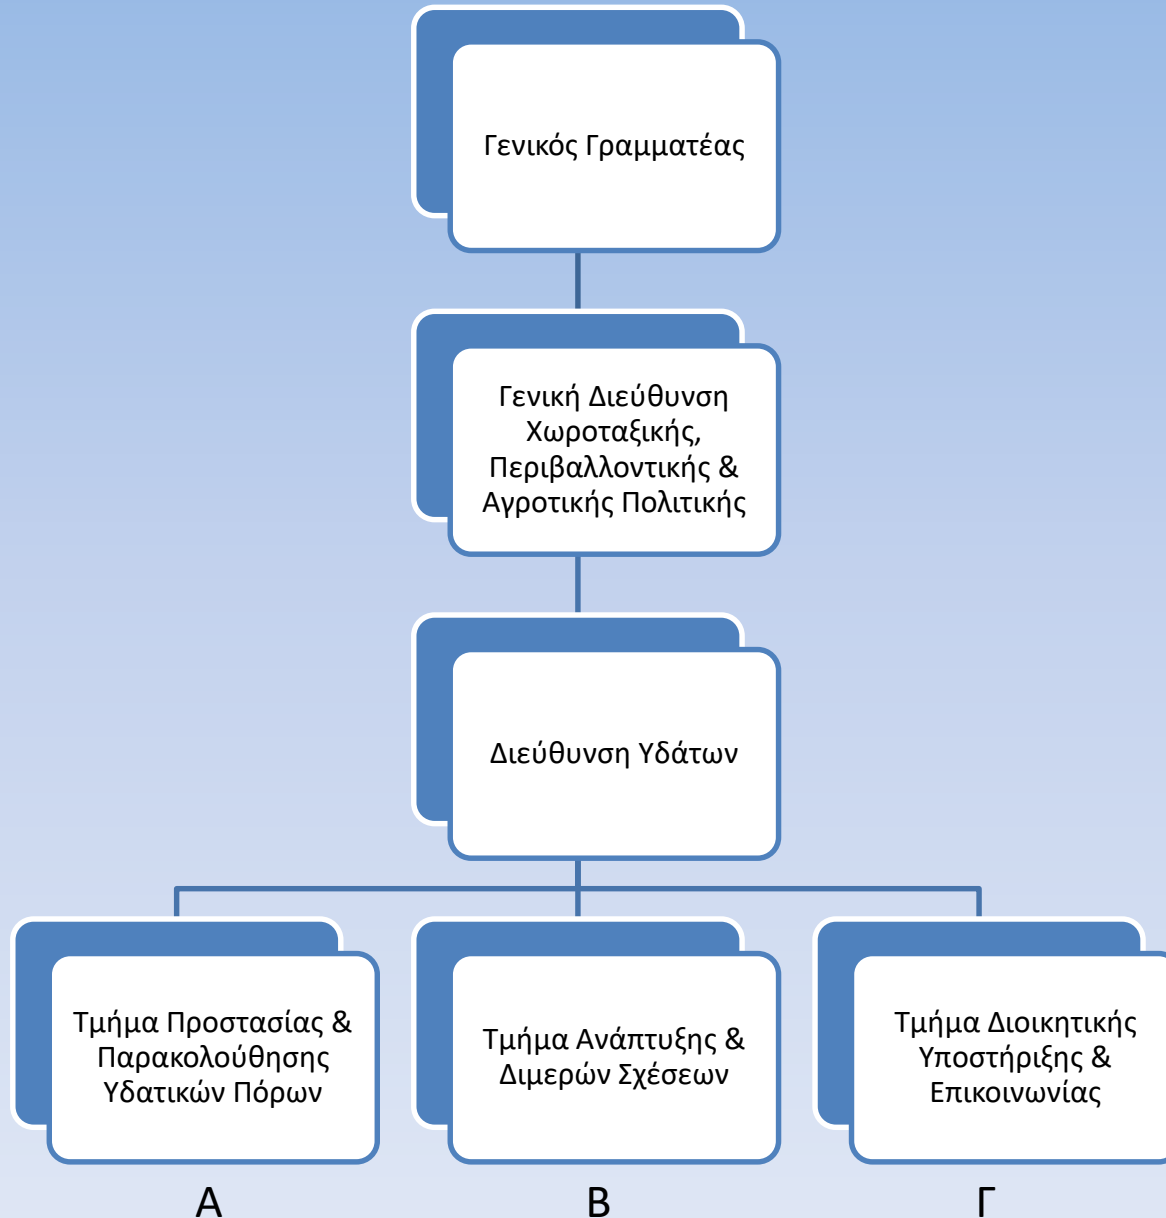 Γενικός Γραμματέας
Γενική Διεύθυνση
Χωροταξικής,
Περιβαλλοντικής &
Αγροτικής Πολιτικής
Διεύθυνση Υδάτων
Τμήμα Προστασίας &
Παρακολούθησης
Υδατικών Πόρων
Τμήμα Ανάπτυξης &
Διμερών Σχέσεων
Τμήμα Διοικητικής
Υποστήριξης &
Επικοινωνίας
Α
Β
Γ